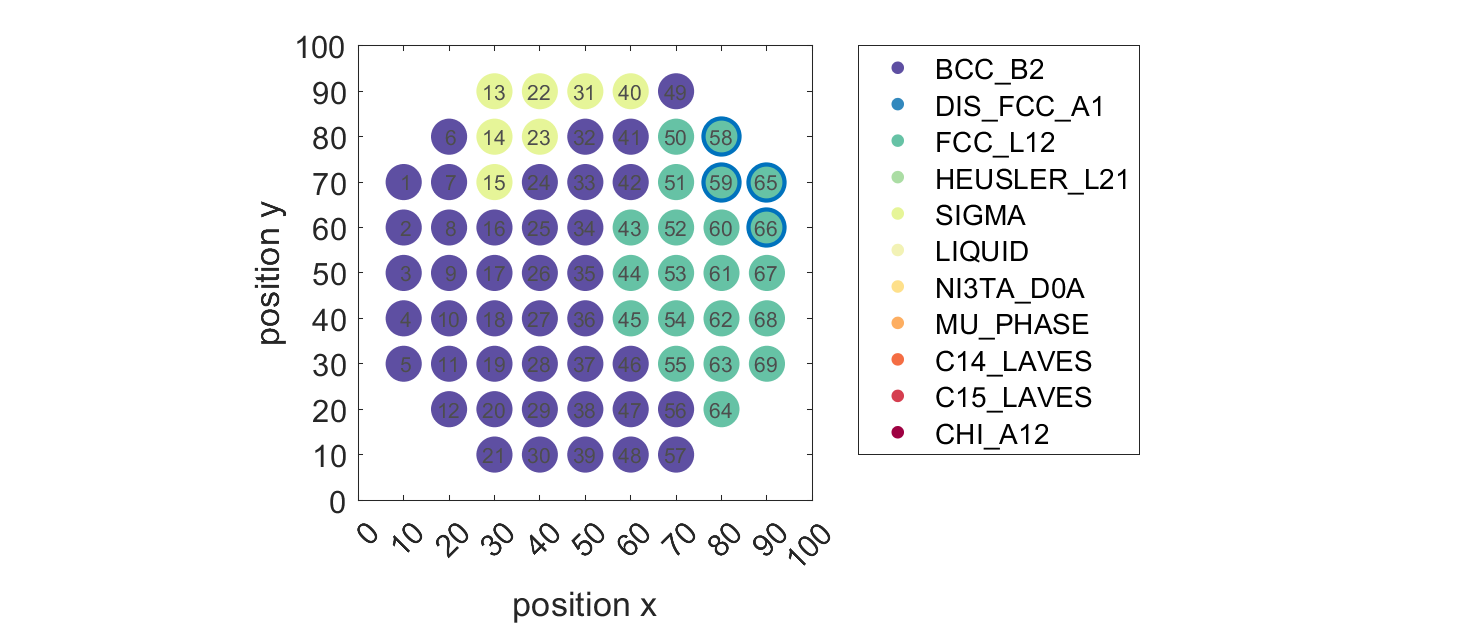 100
90
80
70
60
50
40
30
20
10
0
position y
13 22 31 40 49
6 14 23 32 41 50 58
1 7 15 24 33 42 51 59 65
2 8 16 25 34 43 52 60 66
3 9 17 26 35 44 53 61 67
4 10 18 27 36 45 54 62 68
5 11 19 28 37 46 55 63 69
12 20 29 38 47 56 64
21 30 39 48 57
0 10 20 30 40 50 60 70 80 90 100
position x
BCC_B2
DIS_FCC_A1
FCC_L12
HEUSLER_L21
SIGMA
LIQUID
NI3TA_D0A
MU_PHASE
C14_LAVES
C15_LAVES
CHI_A12